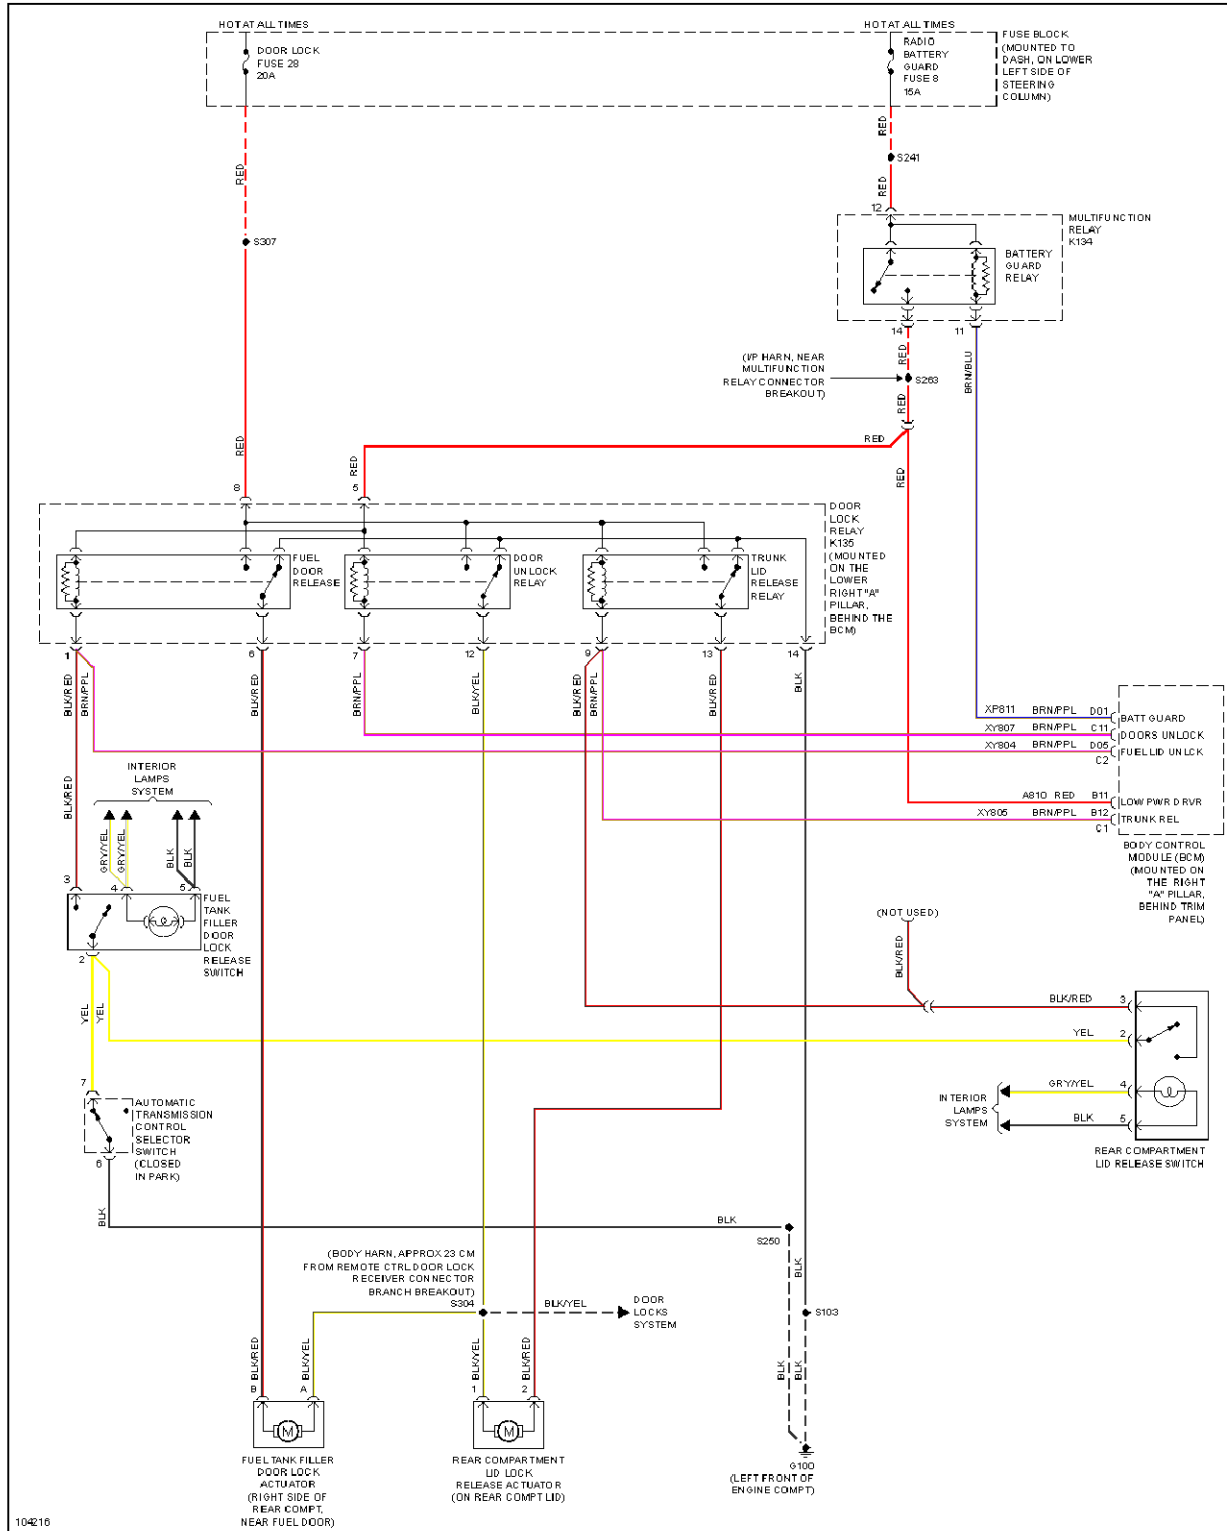 HOT AT ALL TIMES
HOT AT ALL TIMES
DOOR LOCK
FUSE 28
20A
RADIO
BATTERY
GUARD
FUSE 8
15A
FUSE BLOCK
(MOUNTED TO
DASH, ON LOWER
LEFT SIDE OF
STEERING
COLUMN)
RED
RED
S241
RED
12
S307
MULTIFUNCTION
RELAY
K134
BATTERY
GUARD
RELAY
14
11
RED
BRN/BLU
(I/P HARN, NEAR
MULTIFUNCTION
RELAY CONNECTOR
BREAKOUT)
S263
RED
RED
RED
RED
RED
8
5
DOOR
LOCK
RELAY
K135
(MOUNTED
ON THE
LOWER
RIGHT "A"
PILLAR,
BEHIND THE
BCM)
FUEL
DOOR
RELEASE
DOOR
UNLOCK
RELAY
TRUNK
LID
RELEASE
RELAY
1
6
7
12
9
13
14
BLK/RED
BRN/PPL
BLK/RED
BRN/PPL
BLK/YEL
BLK/RED
BRN/PPL
BLK/RED
BLK
XP811 BRN/PPL D01 BATT GUARD
XY807 BRN/PPL C11 DOORS UNLOCK
XY804 BRN/PPL D05 FUEL LID UNLCK
C2
A810 RED B11 LOW PWR DRVR
XY805 BRN/PPL B12 TRUNK REL
C1
BODY CONTROL
MODULE (BCM)
(MOUNTED ON
THE RIGHT
"A" PILLAR,
BEHIND TRIM
PANEL)
INTERIOR
LAMPS
SYSTEM
BLK/RED
GRY/YEL
GRY/YEL
BLK
BLK
3
4
5
FUEL
TANK
FILLER
DOOR
LOCK
RELEASE
SWITCH
2
(NOT USED)
BLK/RED
YEL
YEL
BLK/RED 3
YEL 2
GRY/YEL 4
BLK 5
INTERIOR
LAMPS
SYSTEM
REAR COMPARTMENT
LID RELEASE SWITCH
7
AUTOMATIC
TRANSMISSION
CONTROL
SELECTOR
SWITCH
(CLOSED
IN PARK)
6
BLK
BLK
S250
(BODY HARN, APPROX 23 CM
FROM REMOTE CTRL DOOR LOCK
RECEIVER CONNECTOR
BRANCH BREAKOUT)
S304
BLK/YEL
DOOR
LOCKS
SYSTEM
BLK
S103
BLK/RED
BLK/YEL
BLK/YEL
BLK/RED
BLK
BLK
B
A
1
2
M
M
FUEL TANK FILLER
DOOR LOCK
ACTUATOR
(RIGHT SIDE OF
REAR COMPT,
NEAR FUEL DOOR)
REAR COMPARTMENT
LID LOCK
RELEASE ACTUATOR
(ON REAR COMPT LID)
G100
(LEFT FRONT OF
ENGINE COMPT)
104216